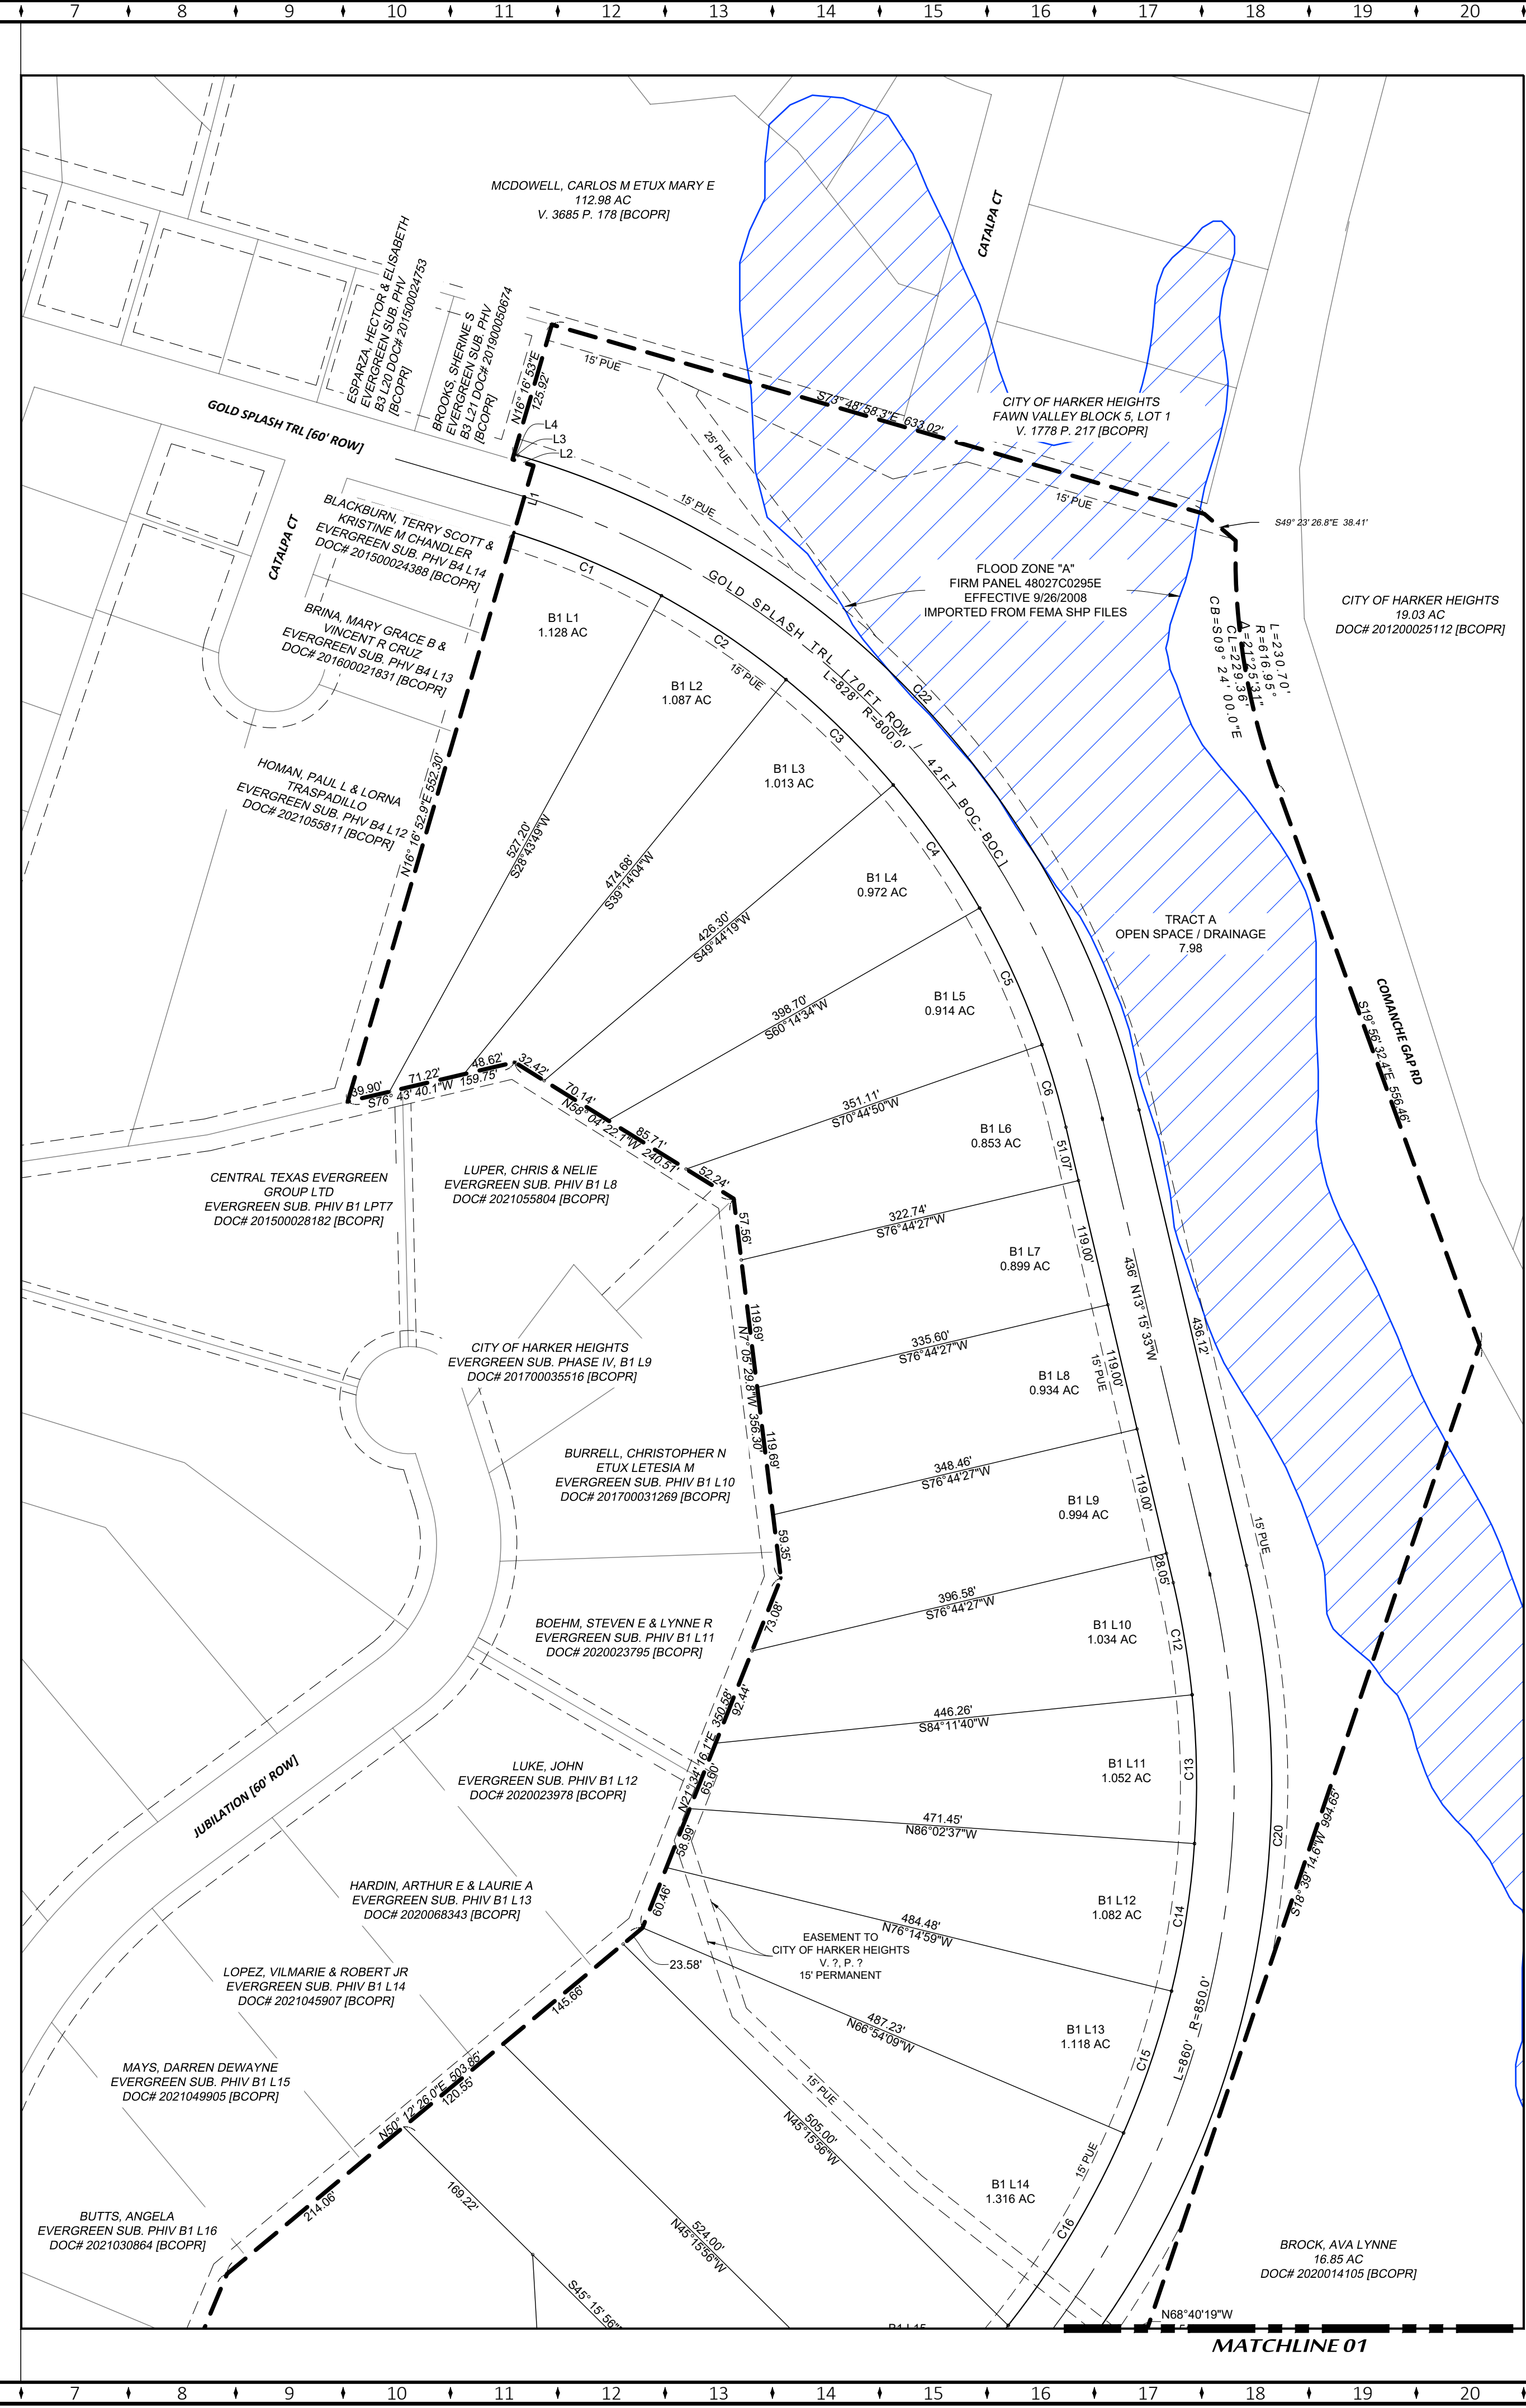 7 8 9 10 11 12 13 14 15 16 17 18 19 20
MCDOWELL, CARLOS M ETUX MARY E
112.98 AC
V. 3685 P. 178 [BCOPR]
CATALPA CT
ESPARZA, HECTOR & ELISABETH
EVERGREEN SUB. PHV
B3 L20 DOC# 201500024753
[BCOPR]
BROOKS, SHERINE S
EVERGREEN SUB. PHV
B3 L21 DOC# 201900050674
[BCOPR]
N16° 16' 53"E
125.92'
15' PUE
S73° 48' 58.3"E 633.02'
CITY OF HARKER HEIGHTS
FAWN VALLEY BLOCK 5, LOT 1
V. 1778 P. 217 [BCOPR]
GOLD SPLASH TRL [60' ROW]
L4
L3
L2
L1
25' PUE
15' PUE
15' PUE
S49° 23' 26.8"E 38.41'
BLACKBURN, TERRY SCOTT &
KRISTINE M CHANDLER
EVERGREEN SUB. PHV B4 L14
DOC# 201500024388 [BCOPR]
CATALPA CT
C1
GOLD SPLASH TRL [70FT ROW / 42FT BOC-BOC]
L=828' R=800.0'
FLOOD ZONE "A"
FIRM PANEL 48027C0295E
EFFECTIVE 9/26/2008
IMPORTED FROM FEMA SHP FILES
CITY OF HARKER HEIGHTS
19.03 AC
DOC# 201200025112 [BCOPR]
L=230.70'
R=616.95°
Δ=21°25'31"
CL=229.36'
CB=S09° 24' 00.0"E
BRINA, MARY GRACE B &
VINCENT R CRUZ
EVERGREEN SUB. PHV B4 L13
DOC# 201600021831 [BCOPR]
B1 L1
1.128 AC
C2
15' PUE
B1 L2
1.087 AC
C22
C3
HOMAN, PAUL L & LORNA
TRASPADILLO
EVERGREEN SUB. PHV B4 L12
DOC# 2021055811 [BCOPR]
N16° 16' 52.9"E 552.30'
B1 L3
1.013 AC
527.20'
S28°43'49"W
474.68'
S39°14'04"W
C4
B1 L4
0.972 AC
426.30'
S49°44'19"W
TRACT A
OPEN SPACE / DRAINAGE
7.98
C5
B1 L5
0.914 AC
398.70'
S60°14'34"W
COMANCHE GAP RD
S19° 56' 32.4"E 556.46'
39.90'
71.22'
48.62'
S76° 43' 40.1"W 159.75'
32.42'
70.14'
85.71'
52.24'
N58° 04' 22.1"W 240.51'
C6
351.11'
S70°44'50"W
B1 L6
0.853 AC
51.07'
CENTRAL TEXAS EVERGREEN
GROUP LTD
EVERGREEN SUB. PHIV B1 LPT7
DOC# 201500028182 [BCOPR]
LUPER, CHRIS & NELIE
EVERGREEN SUB. PHIV B1 L8
DOC# 2021055804 [BCOPR]
57.56'
322.74'
S76°44'27"W
119.00'
B1 L7
0.899 AC
436' N13° 15'33"W
436.12'
119.69'
N7° 05' 29.8"W 356.30'
335.60'
S76°44'27"W
119.00'
15' PUE
CITY OF HARKER HEIGHTS
EVERGREEN SUB. PHASE IV, B1 L9
DOC# 201700035516 [BCOPR]
B1 L8
0.934 AC
119.69'
348.46'
S76°44'27"W
119.00'
BURRELL, CHRISTOPHER N
ETUX LETESIA M
EVERGREEN SUB. PHIV B1 L10
DOC# 201700031269 [BCOPR]
B1 L9
0.994 AC
59.35'
28.05'
15' PUE
396.58'
S76°44'27"W
73.08'
BOEHM, STEVEN E & LYNNE R
EVERGREEN SUB. PHIV B1 L11
DOC# 2020023795 [BCOPR]
B1 L10
1.034 AC
C12
92.44'
N21° 34' 16.1"E 350.58'
446.26'
S84°11'40"W
65.60'
LUKE, JOHN
EVERGREEN SUB. PHIV B1 L12
DOC# 2020023978 [BCOPR]
B1 L11
1.052 AC
C13
JUBILATION [60' ROW]
471.45'
N86°02'37"W
58.99'
C20
S18° 39' 14.6"W 994.65'
HARDIN, ARTHUR E & LAURIE A
EVERGREEN SUB. PHIV B1 L13
DOC# 2020068343 [BCOPR]
60.46'
484.48'
N76°14'59"W
B1 L12
1.082 AC
C14
EASEMENT TO
CITY OF HARKER HEIGHTS
V. ?, P. ?
15' PERMANENT
23.58'
LOPEZ, VILMARIE & ROBERT JR
EVERGREEN SUB. PHIV B1 L14
DOC# 2021045907 [BCOPR]
145.66'
487.23'
N66°54'09"W
B1 L13
1.118 AC
C15
L=860' R=850.0'
MAYS, DARREN DEWAYNE
EVERGREEN SUB. PHIV B1 L15
DOC# 2021049905 [BCOPR]
N50° 12' 26.0"E 503.85'
120.55'
15' PUE
505.00'
N45°15'56"W
15' PUE
B1 L14
1.316 AC
C16
214.06'
169.22'
524.00'
N45°15'56"W
BUTTS, ANGELA
EVERGREEN SUB. PHIV B1 L16
DOC# 2021030864 [BCOPR]
S45° 15' 56"
BROCK, AVA LYNNE
16.85 AC
DOC# 2020014105 [BCOPR]
N68°40'19"W
B1 L15
MATCHLINE 01
7 8 9 10 11 12 13 14 15 16 17 18 19 20